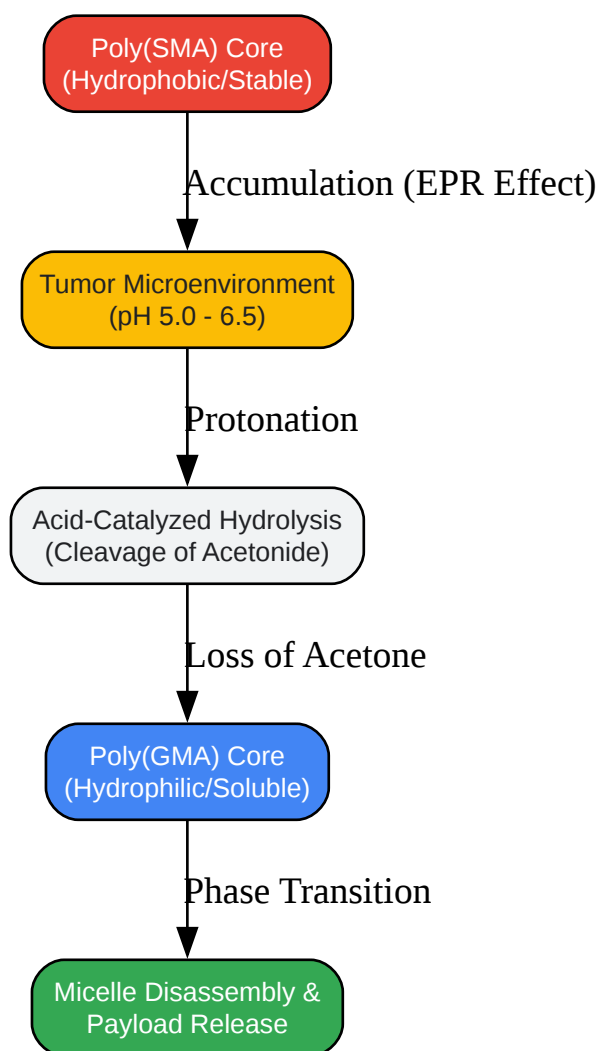 Poly(SMA) Core
(Hydrophobic/Stable)
Accumulation (EPR Effect)
Tumor Microenvironment
(pH 5.0 - 6.5)
Protonation
Acid-Catalyzed Hydrolysis
(Cleavage of Acetonide)
Loss of Acetone
Poly(GMA) Core
(Hydrophilic/Soluble)
Phase Transition
Micelle Disassembly &
Payload Release